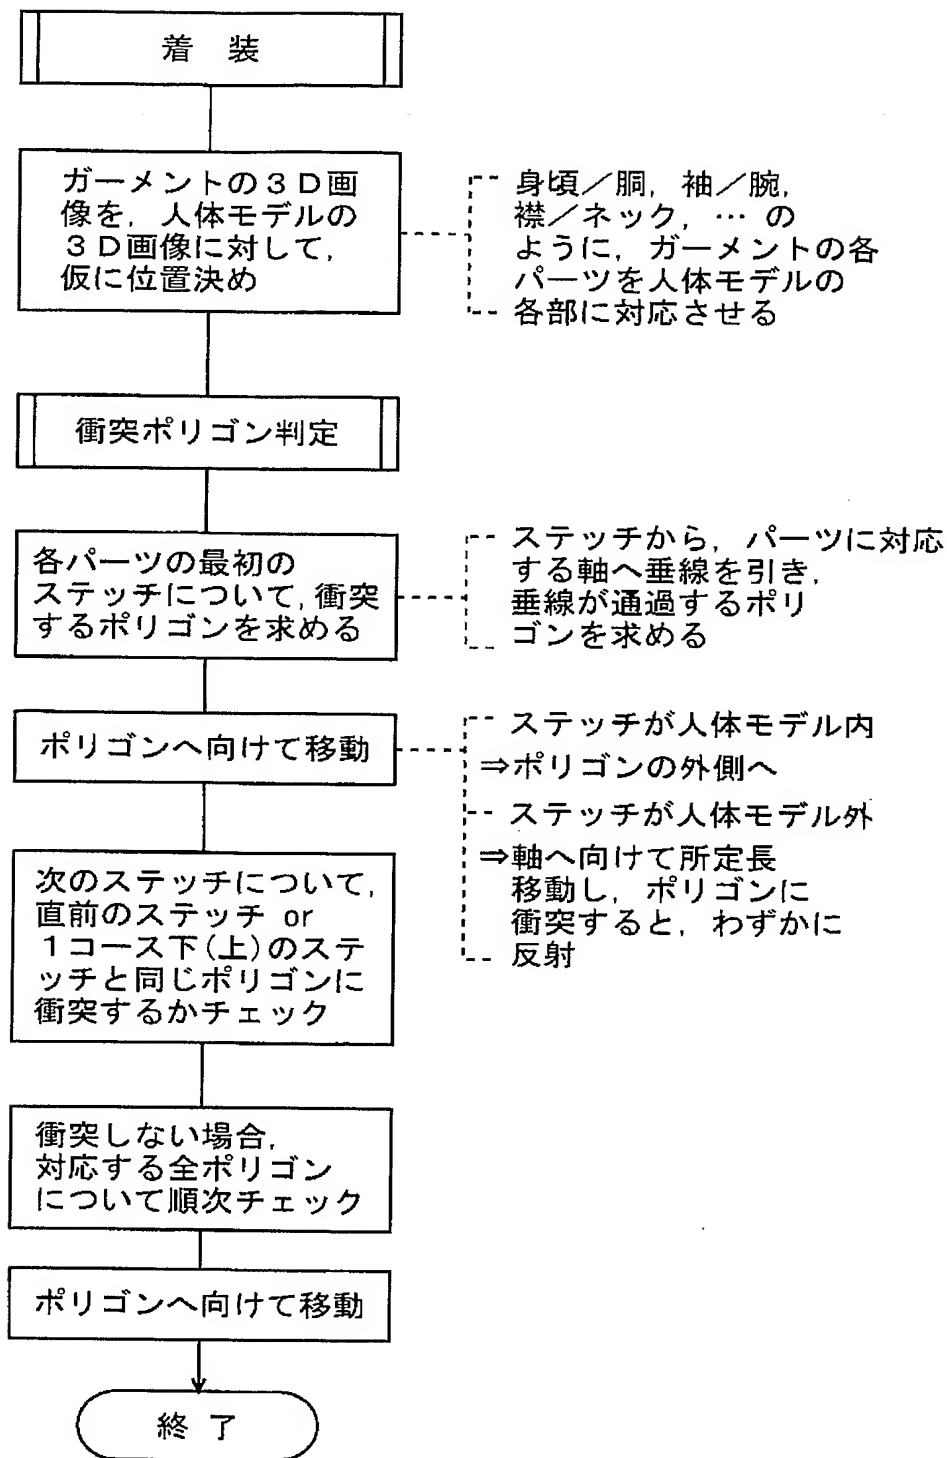 着 装
ガーメントの３Ｄ画
像を，人体モデルの
３Ｄ画像に対して，
仮に位置決め
身頃／胴，袖／腕，
襟／ネック，… の
ように，ガーメントの各
パーツを人体モデルの
各部に対応させる
衝突ポリゴン判定
各パーツの最初の
ステッチについて，衝突
するポリゴンを求める
ステッチから，パーツに対応
する軸へ垂線を引き，
垂線が通過するポリ
ゴンを求める
ポリゴンへ向けて移動
ステッチが人体モデル内
⇒ポリゴンの外側へ
ステッチが人体モデル外
⇒軸へ向けて所定長
移動し，ポリゴンに
衝突すると，わずかに
反射
次のステッチについて，
直前のステッチ or
１コース下(上)のステ
ッチと同じポリゴンに
衝突するかチェック
衝突しない場合，
対応する全ポリゴン
について順次チェック
ポリゴンへ向けて移動
終 了